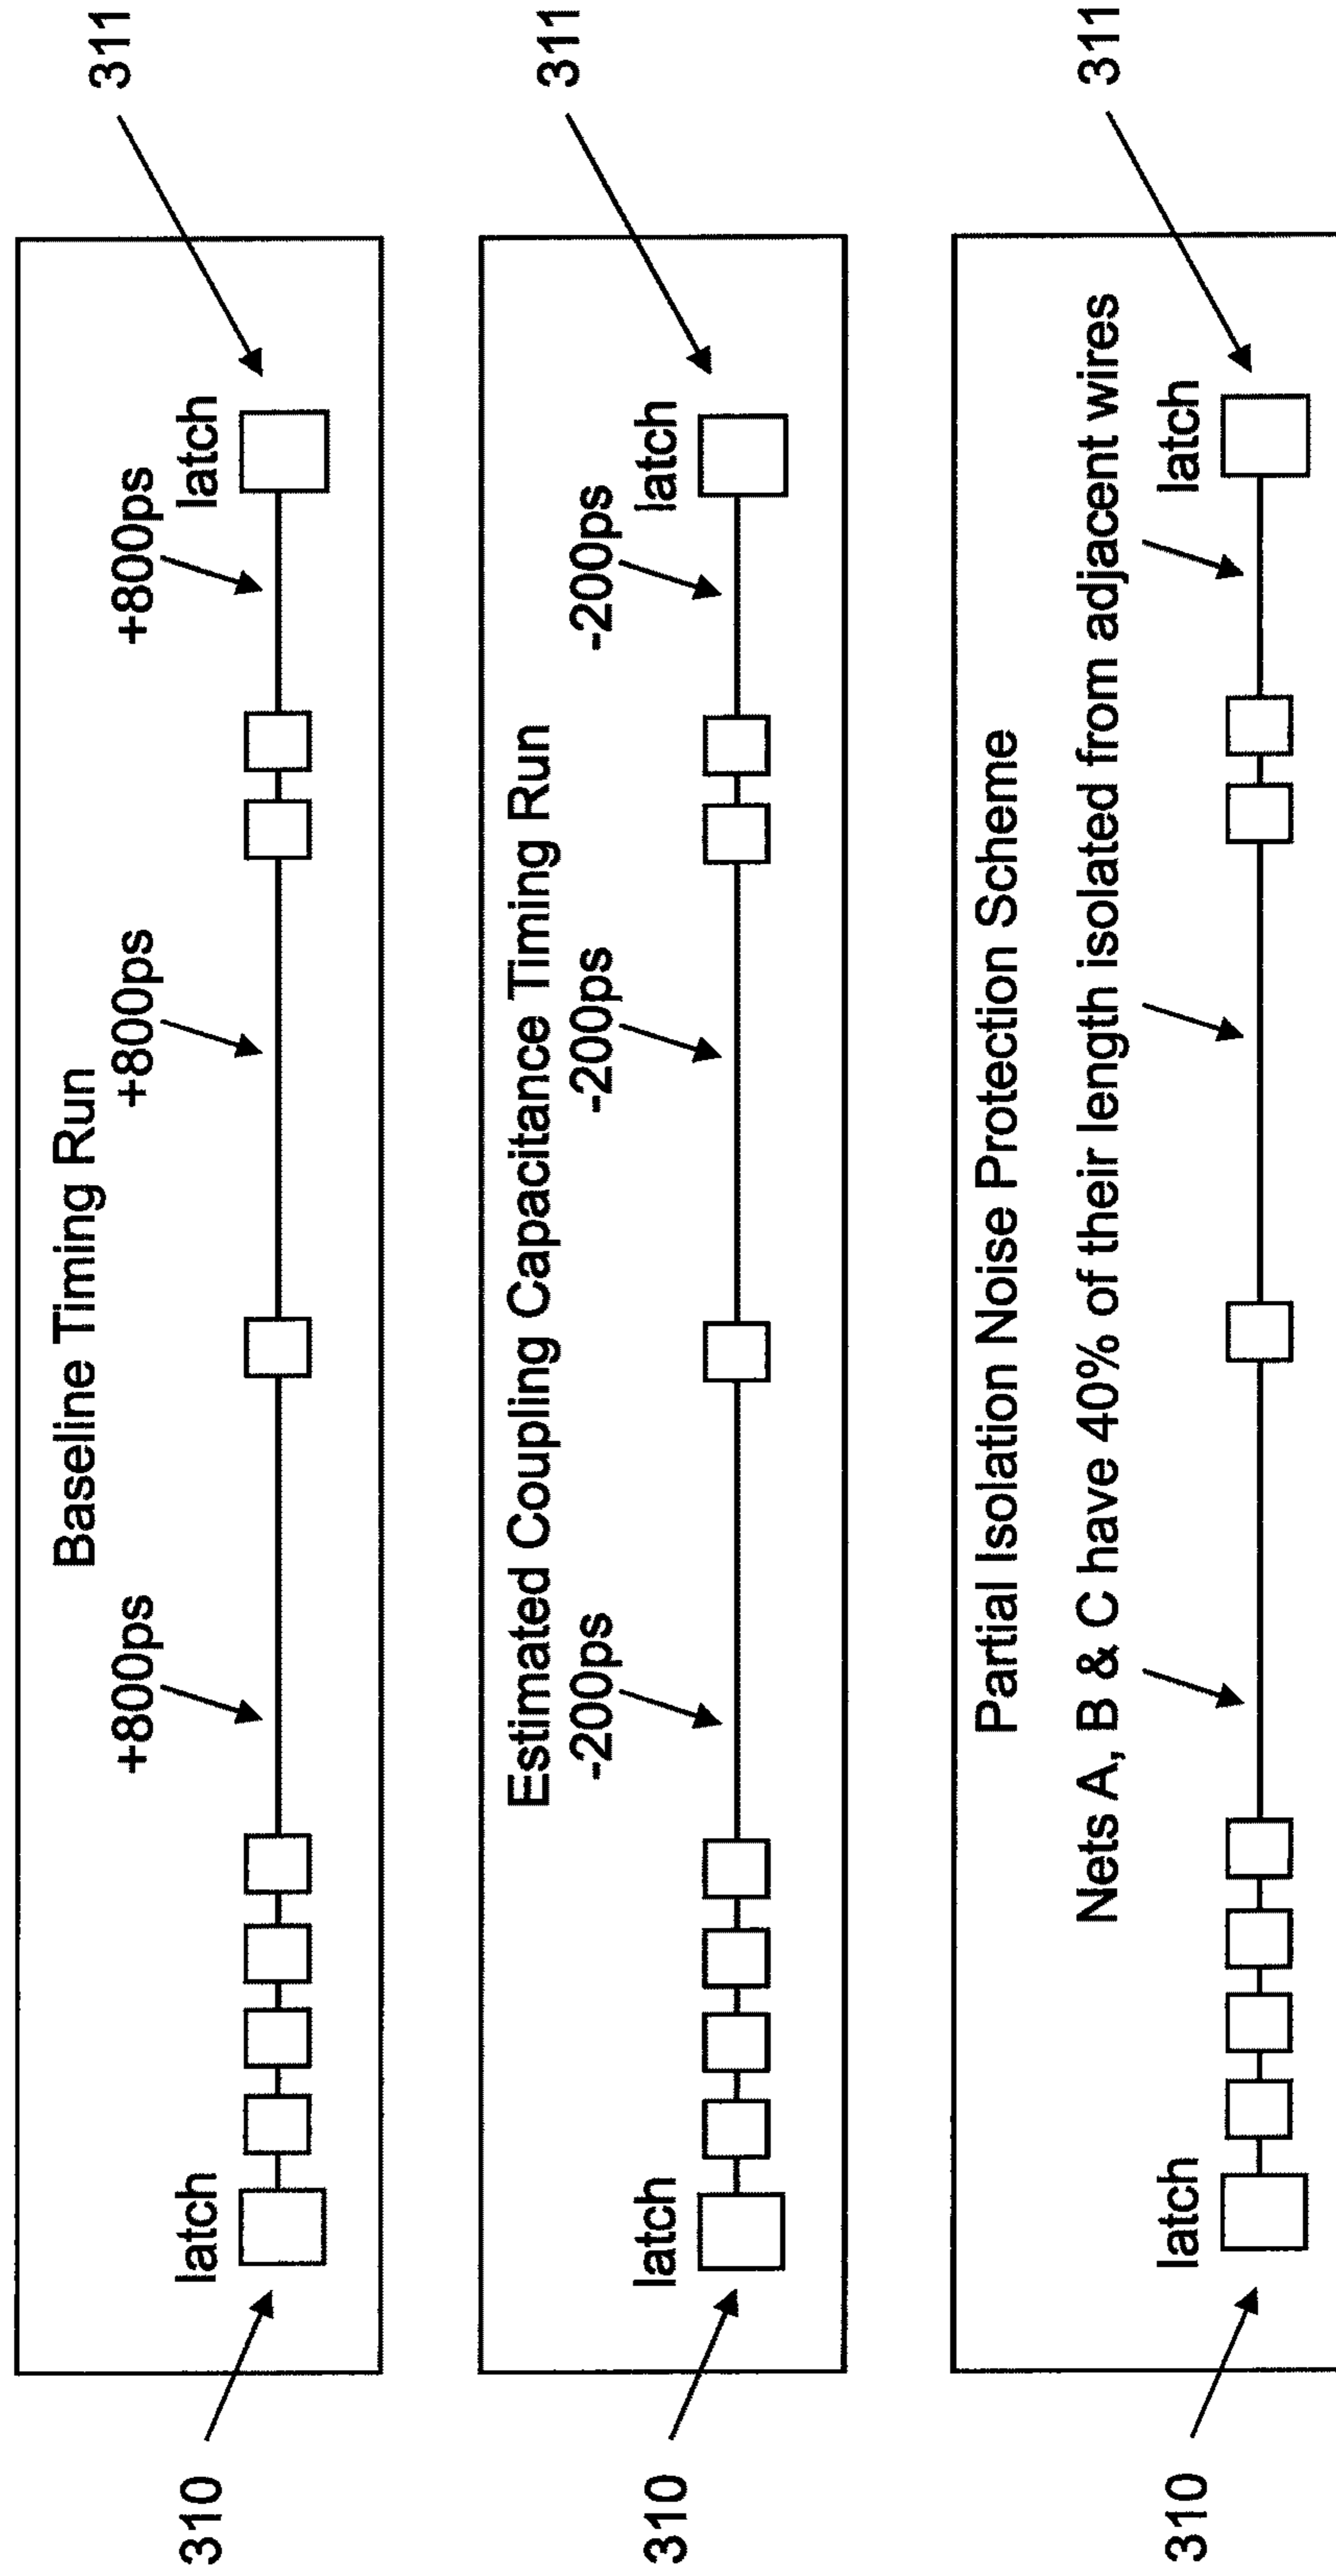 Baseline Timing Run
+800ps +800ps +800ps
latch latch
310 311
Estimated Coupling Capacitance Timing Run
-200ps -200ps -200ps
latch latch
310 311
Partial Isolation Noise Protection Scheme
Nets A, B & C have 40% of their length isolated from adjacent wires
latch latch
310 311